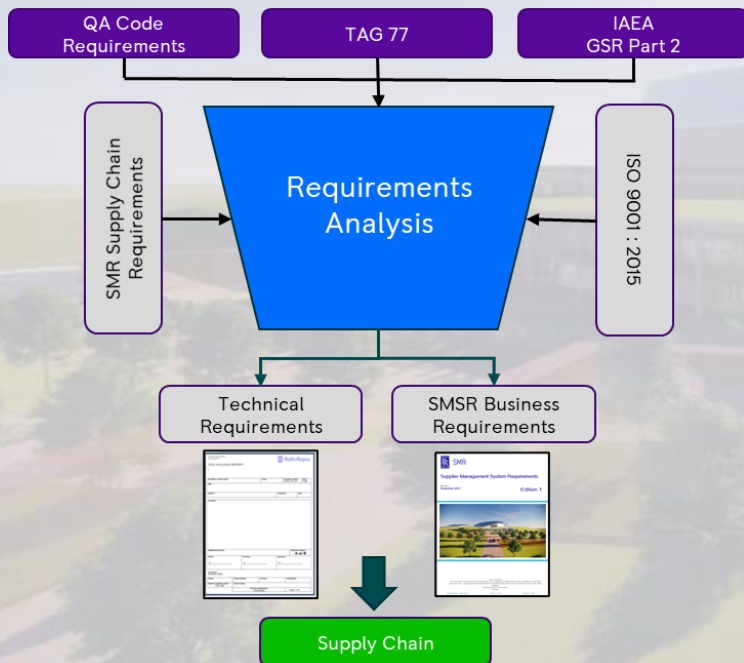 QA Code
Requirements
TAG 77
IAEA
GSR Part 2
SMR Supply Chain
Requirements
Requirements
Analysis
ISO 9001 : 2015
Technical
Requirements
SMSR Business
Requirements
Rolls-Royce
SMR
Supplier Management System Requirements
Edition 1
Supply Chain